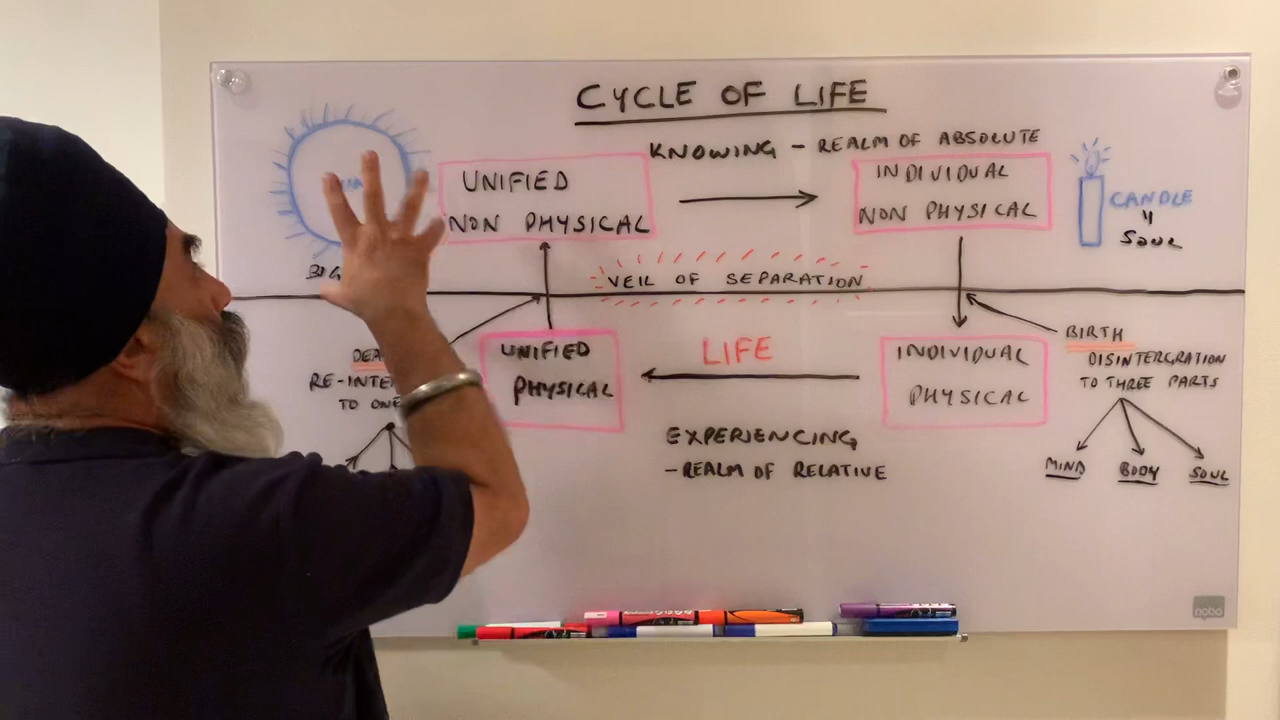 CYCLE OF LIFE
KNOWING - REALM OF ABSOLUTE
UNIFIED
NON PHYSICAL
INDIVIDUAL
NON PHYSICAL
CANDLE
SOUL
BIG
VEIL OF SEPARATION
BIRTH
DISINTERGRATION
TO THREE PARTS
MIND BODY SOUL
INDIVIDUAL
PHYSICAL
LIFE
UNIFIED
PHYSICAL
RE-INTE
TO ONE
EXPERIENCING
-REALM OF RELATIVE
nobo